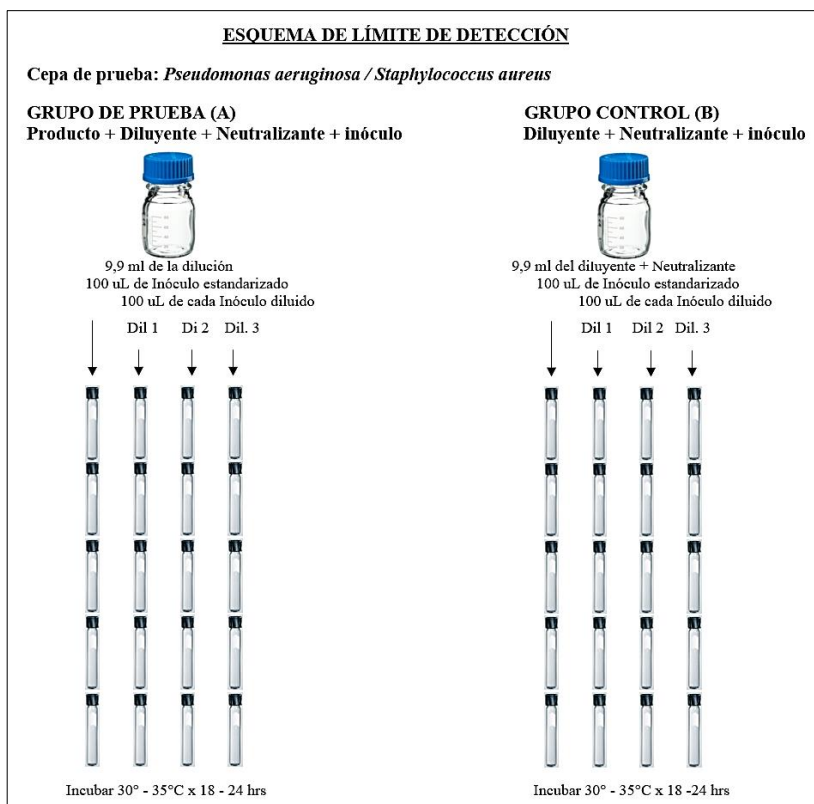 ESQUEMA DE LÍMITE DE DETECCIÓN
Cepa de prueba: Pseudomonas aeruginosa / Staphylococcus aureus
GRUPO DE PRUEBA (A)
Producto + Diluyente + Neutralizante + inóculo
9,9 ml de la dilución
100 uL de Inóculo estandarizado
100 uL de cada Inóculo diluido
Dil 1 Di 2 Dil. 3
Incubar 30° - 35°C x 18 - 24 hrs
GRUPO CONTROL (B)
Diluyente + Neutralizante + inóculo
9,9 ml del diluyente + Neutralizante
100 uL de Inóculo estandarizado
100 uL de cada Inóculo diluido
Dil 1 Dil 2 Dil. 3
Incubar 30° - 35°C x 18 -24 hrs